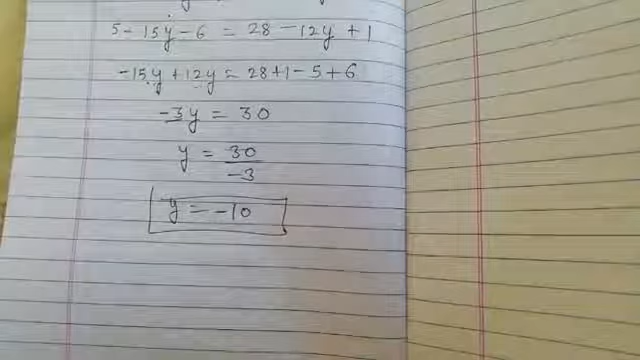 5 - 15y - 6 = 28 - 12y + 1
-15y + 12y = 28 + 1 - 5 + 6
-3y = 30
y = 30/-3
y = -10